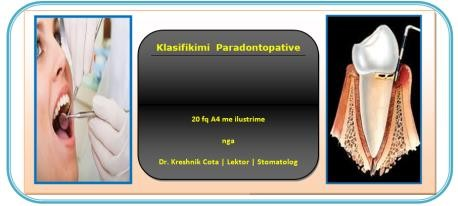 Klasifikimi Paradontopative
20 fq A4 me ilustrime
nga
Dr. Kreshnik Cota | Lektor | Stomatolog